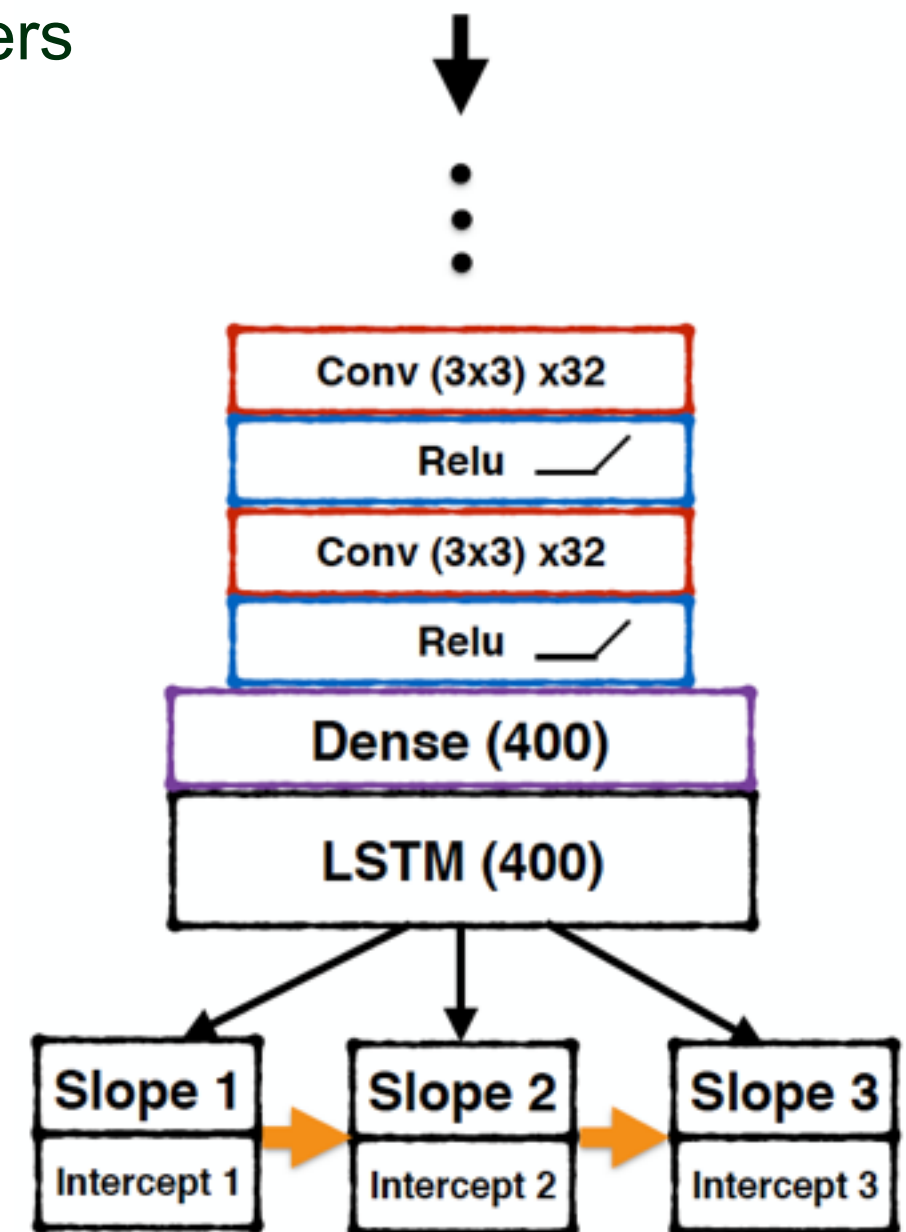 ers
Conv (3x3) x32
Relu
Conv (3x3) x32
Relu
Dense (400)
LSTM (400)
Slope 1 Slope 2 Slope 3
Intercept 1 Intercept 2 Intercept 3